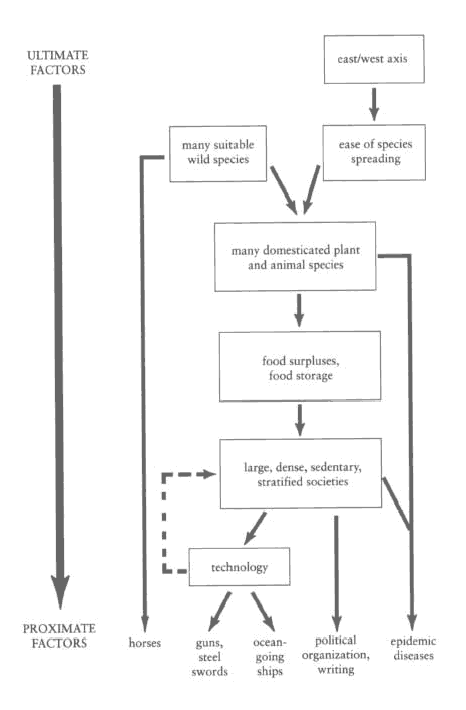 ULTIMATE
FACTORS
east/west axis
many suitable
wild species
ease of species
spreading
many domesticated plant
and animal species
food surpluses,
food storage
large, dense, sedentary,
stratified societies
technology
PROXIMATE
FACTORS
horses
guns,
steel
swords
ocean-
going
ships
political
organization,
writing
epidemic
diseases